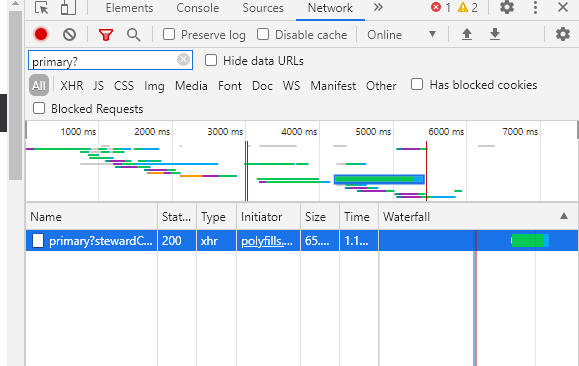 Elements Console Sources Network » 1 2
Preserve log Disable cache Online
primary? Hide data URLs
All XHR JS CSS Img Media Font Doc WS Manifest Other Has blocked cookies
Blocked Requests
1000 ms 2000 ms 3000 ms 4000 ms 5000 ms 6000 ms 7000 ms
Name Stat... Type Initiator Size Time Waterfall
primary?stewardC... 200 xhr polyfills.... 65.... 1.1...